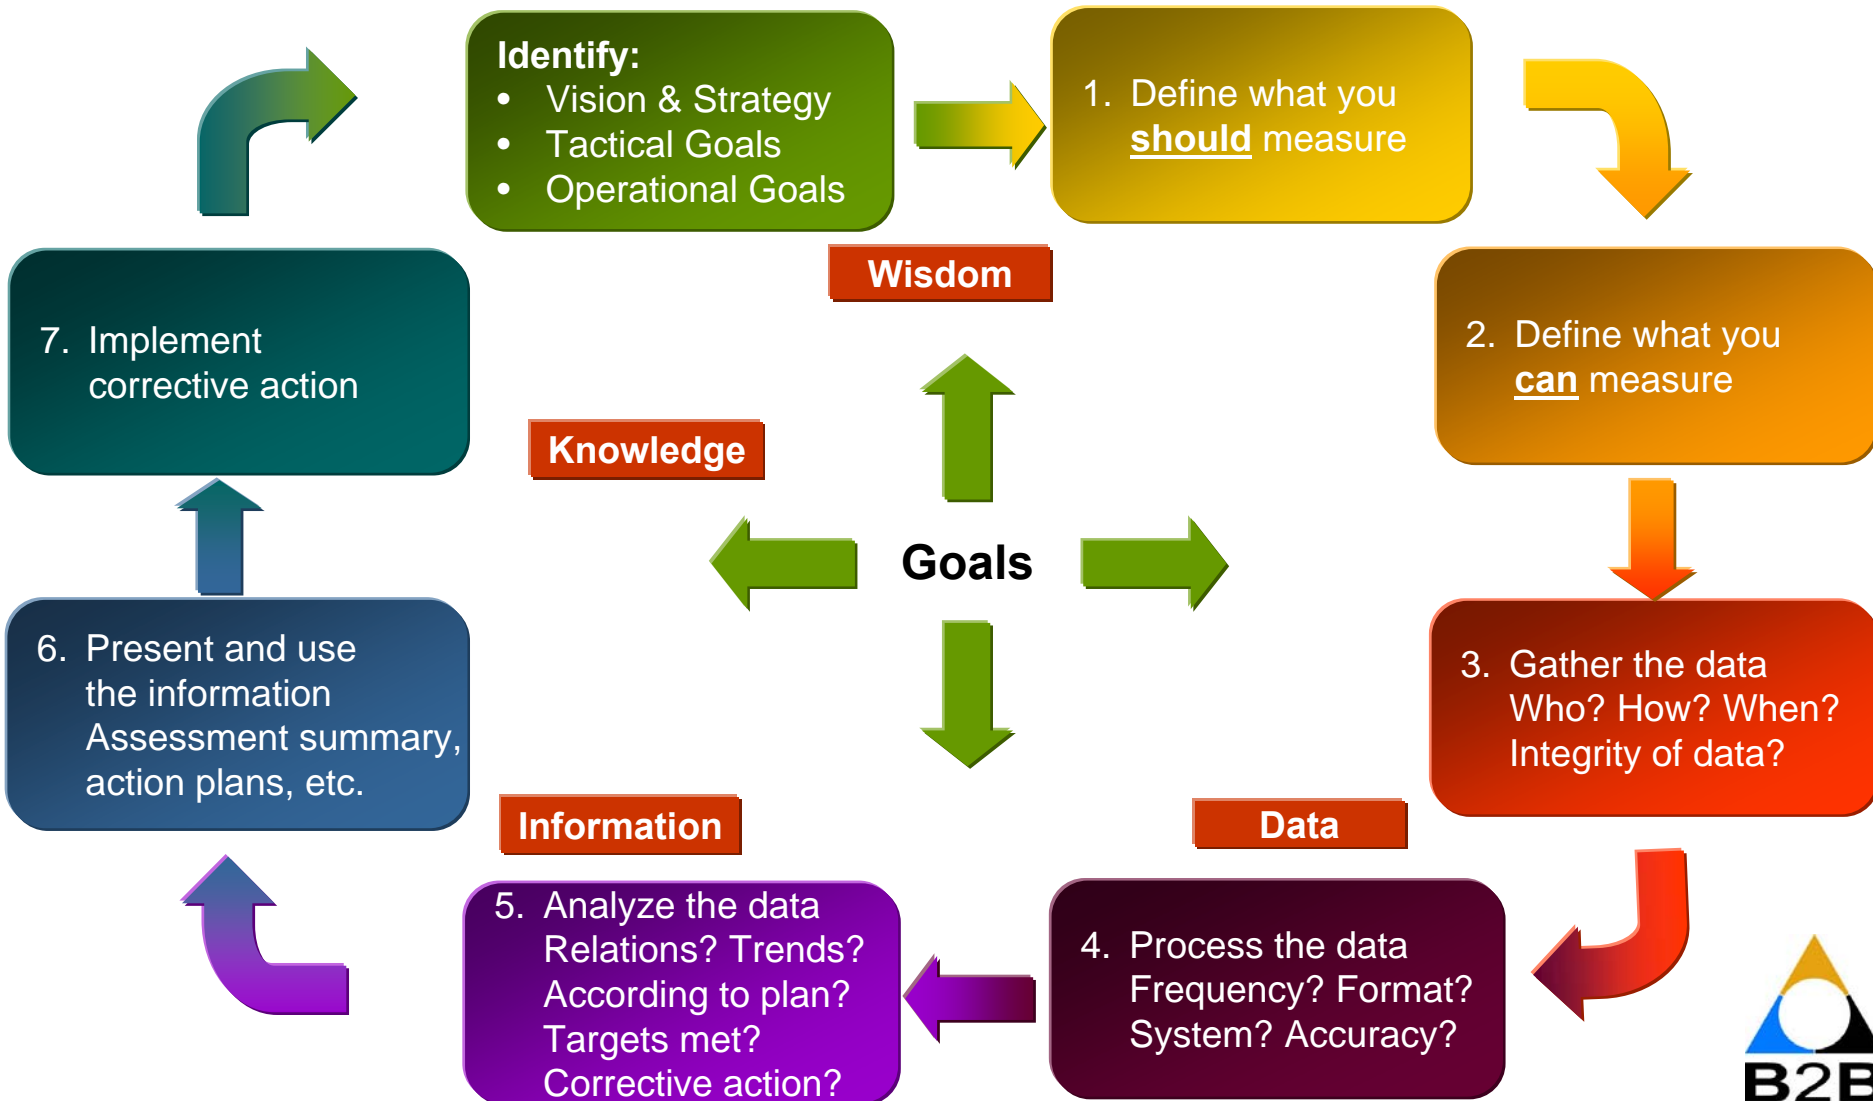 Identify:
• Vision & Strategy
• Tactical Goals
• Operational Goals
1. Define what you
should measure
2. Define what you
can measure
3. Gather the data
Who? How? When?
Integrity of data?
4. Process the data
Frequency? Format?
System? Accuracy?
5. Analyze the data
Relations? Trends?
According to plan?
Targets met?
Corrective action?
6. Present and use
the information
Assessment summary,
action plans, etc.
7. Implement
corrective action
Wisdom
Knowledge
Goals
Information
Data
B2B